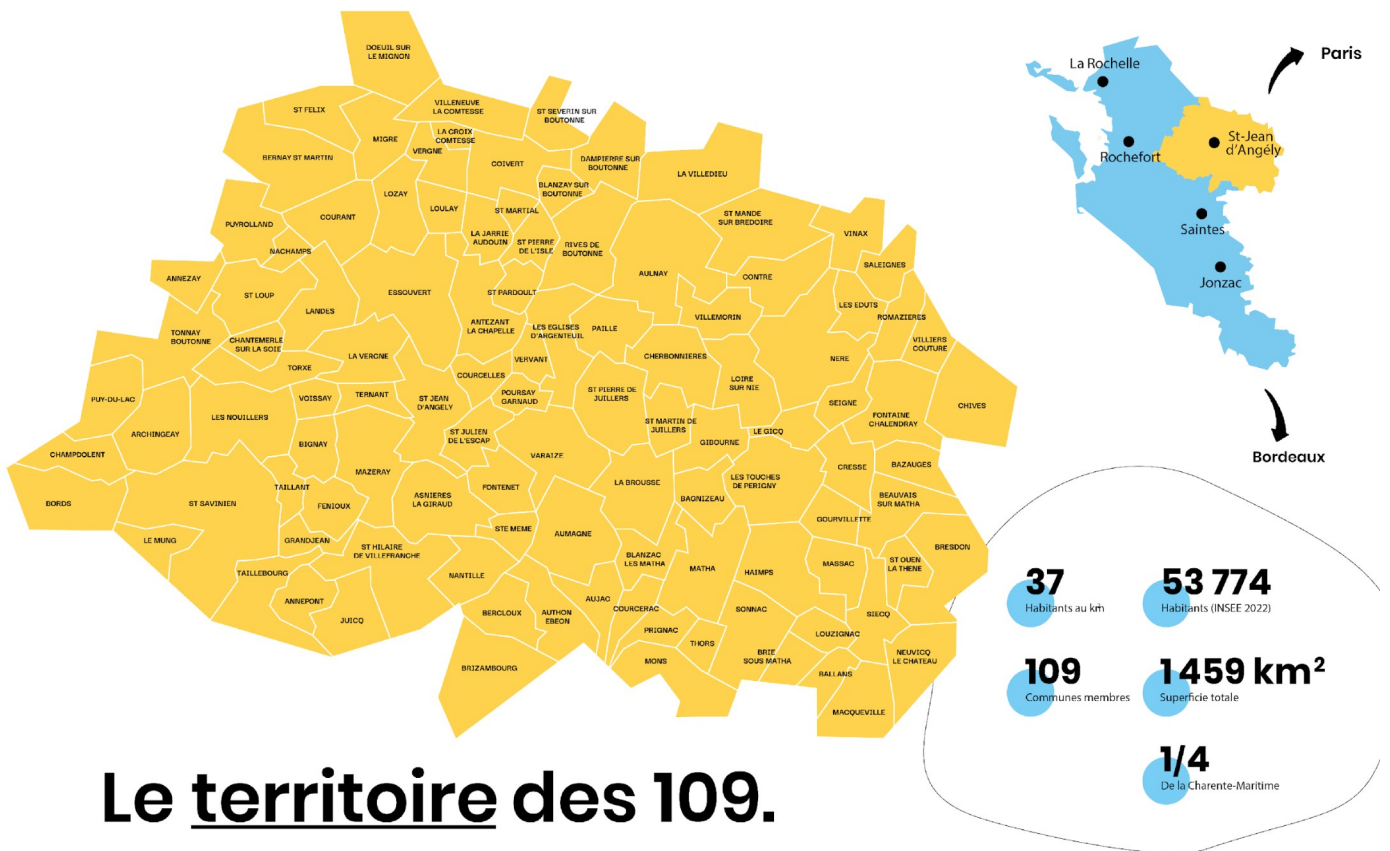 DOEUIL SUR
LE MIGNON
ST FELIX
VILLENEUVE
LA COMTESSE
ST SEVERIN SUR
BOUTONNE
MIGRE
LA CROIX
COMTESSE
VERGNE
BERNAY ST MARTIN
COIVERT
DAMPIERRE SUR
BOUTONNE
LA VILLEDIEU
BLANZAY SUR
BOUTONNE
LOZAY
LOULAY
ST MARTIAL
COURANT
PUYROLLAND
ST MANDE
SUR BREDOIRE
LA JARRIE
AUDOUIN
ST PIERRE
DE L'ISLE
RIVES DE
BOUTONNE
VINAX
NACHAMPS
SALEIGNES
ANNEZAY
AULNAY
CONTRE
ST LOUP
ESSOUVERT
ST PARDOULT
LES EDUTS
ROMAZIERES
LANDES
VILLEMORIN
ANTEZANT
LA CHAPELLE
LES EGLISES
D'ARGENTEUIL
PAILLE
TONNAY
BOUTONNE
CHANTEMERLE
SUR LA SOIE
VILLIERS
COUTURE
LA VERGNE
VERVANT
CHERBONNIERES
NERE
TORXE
COURCELLES
LOIRE
SUR NIE
PUY-DU-LAC
VOISSAY
TERNANT
ST JEAN
D'ANGELY
POURSAY
GARNAUD
ST PIERRE DE
JUILLERS
SEIGNE
CHIVES
LES NOUILLERS
FONTAINE
CHALENDRAY
ARCHINGEAY
ST JULIEN
DE L'ESCAP
ST MARTIN DE
JUILLERS
LE GICQ
BIGNAY
GIBOURNE
CHAMPDOLENT
VARAIZE
CRESSE
BAZAUGES
MAZERAY
LA BROUSSE
LES TOUCHES
DE PERIGNY
TAILLANT
FONTENET
BORDS
ST SAVINIEN
FENIOUX
ASNIERES
LA GIRAUD
BAGNIZEAU
BEAUVAIS
SUR MATHA
GOURVILLETTE
STE MEME
AUMAGNE
LE MUNG
GRANDJEAN
ST HILAIRE
DE VILLEFRANCHE
BRESDON
BLANZAC
LES MATHA
MASSAC
ST OUEN
LA THENE
TAILLEBOURG
NANTILLE
MATHA
HAIMPS
ANNEPONT
AUJAC
JUICQ
BERCLOUX
AUTHON
EBEON
COURCERAC
SONNAC
SIECQ
PRIGNAC
LOUZIGNAC
THORS
BRIZAMBOURG
MONS
BRIE
SOUS MATHA
NEUVICQ
LE CHATEAU
BALLANS
MACQUEVILLE
Paris
La Rochelle
St-Jean
d'Angély
Rochefort
Saintes
Jonzac
Bordeaux
37
Habitants au km²
53 774
Habitants (INSEE 2022)
109
Communes membres
1 459 km²
Superficie totale
1/4
De la Charente-Maritime
Le territoire des 109.